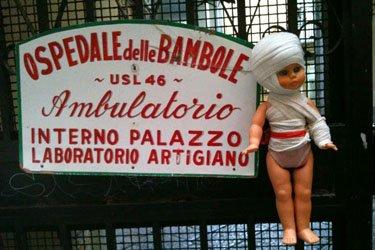 OSPEDALE delle BAMBOLE
~ USL 46 ~
Ambulatorio
INTERNO PALAZZO
LABORATORIO ARTIGIANO